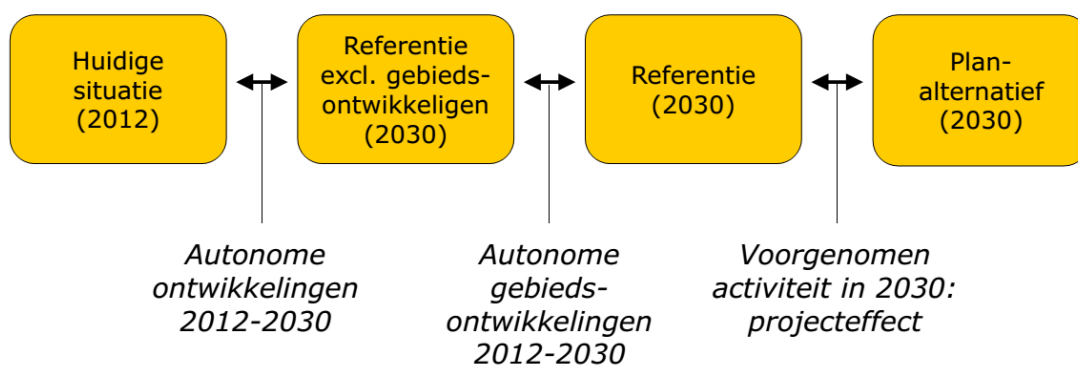 Huidige
situatie
(2012)
Referentie
excl. gebieds-
ontwikkeligen
(2030)
Referentie
(2030)
Plan-
alternatief
(2030)
Autonome
ontwikkelingen
2012-2030
Autonome
gebieds-
ontwikkelingen
2012-2030
Voorgenomen
activiteit in 2030:
projecteffect